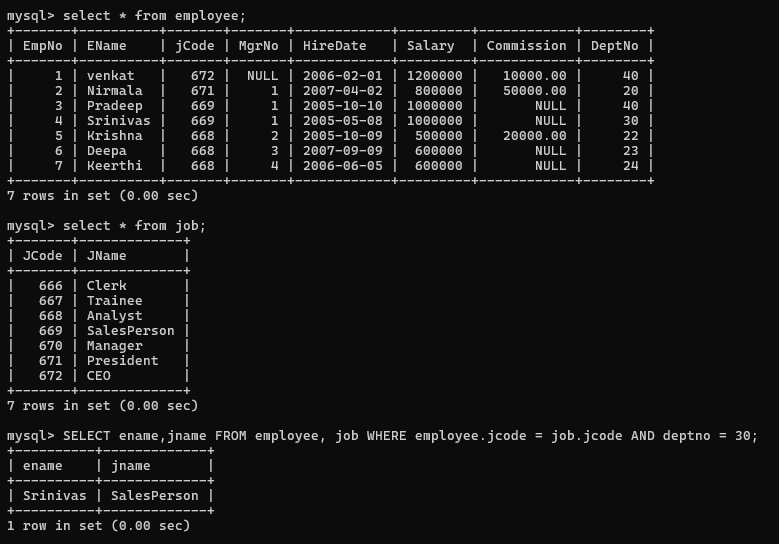 mysql> select * from employee;
+-------+----------+-------+-------+------------+---------+------------+--------+
| EmpNo | EName    | jCode | MgrNo | HireDate   | Salary  | Commission | DeptNo |
+-------+----------+-------+-------+------------+---------+------------+--------+
|     1 | venkat   |   672 |  NULL | 2006-02-01 | 1200000 |   10000.00 |     40 |
|     2 | Nirmala  |   671 |     1 | 2007-04-02 |  800000 |   50000.00 |     20 |
|     3 | Pradeep  |   669 |     1 | 2005-10-10 | 1000000 |       NULL |     40 |
|     4 | Srinivas |   669 |     1 | 2005-05-08 | 1000000 |       NULL |     30 |
|     5 | Krishna  |   668 |     2 | 2005-10-09 |  500000 |   20000.00 |     22 |
|     6 | Deepa    |   668 |     3 | 2007-09-09 |  600000 |       NULL |     23 |
|     7 | Keerthi  |   668 |     4 | 2006-06-05 |  600000 |       NULL |     24 |
+-------+----------+-------+-------+------------+---------+------------+--------+
7 rows in set (0.00 sec)
mysql> select * from job;
+-------+-------------+
| JCode | JName       |
+-------+-------------+
|   666 | Clerk       |
|   667 | Trainee     |
|   668 | Analyst     |
|   669 | SalesPerson |
|   670 | Manager     |
|   671 | President   |
|   672 | CEO         |
+-------+-------------+
7 rows in set (0.00 sec)
mysql> SELECT ename,jname FROM employee, job WHERE employee.jcode = job.jcode AND deptno = 30;
+----------+-------------+
| ename    | jname       |
+----------+-------------+
| Srinivas | SalesPerson |
+----------+-------------+
1 row in set (0.00 sec)